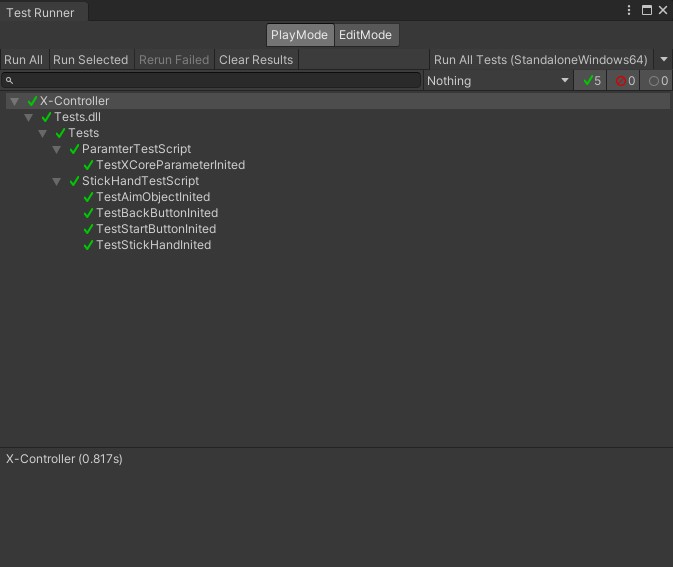 Test Runner
PlayMode EditMode
Run All Run Selected Rerun Failed Clear Results Run All Tests (StandaloneWindows64)
Nothing 5 0 0
X-Controller
Tests.dll
Tests
ParamterTestScript
TestXCoreParameterInited
StickHandTestScript
TestAimObjectInited
TestBackButtonInited
TestStartButtonInited
TestStickHandInited
X-Controller (0.817s)